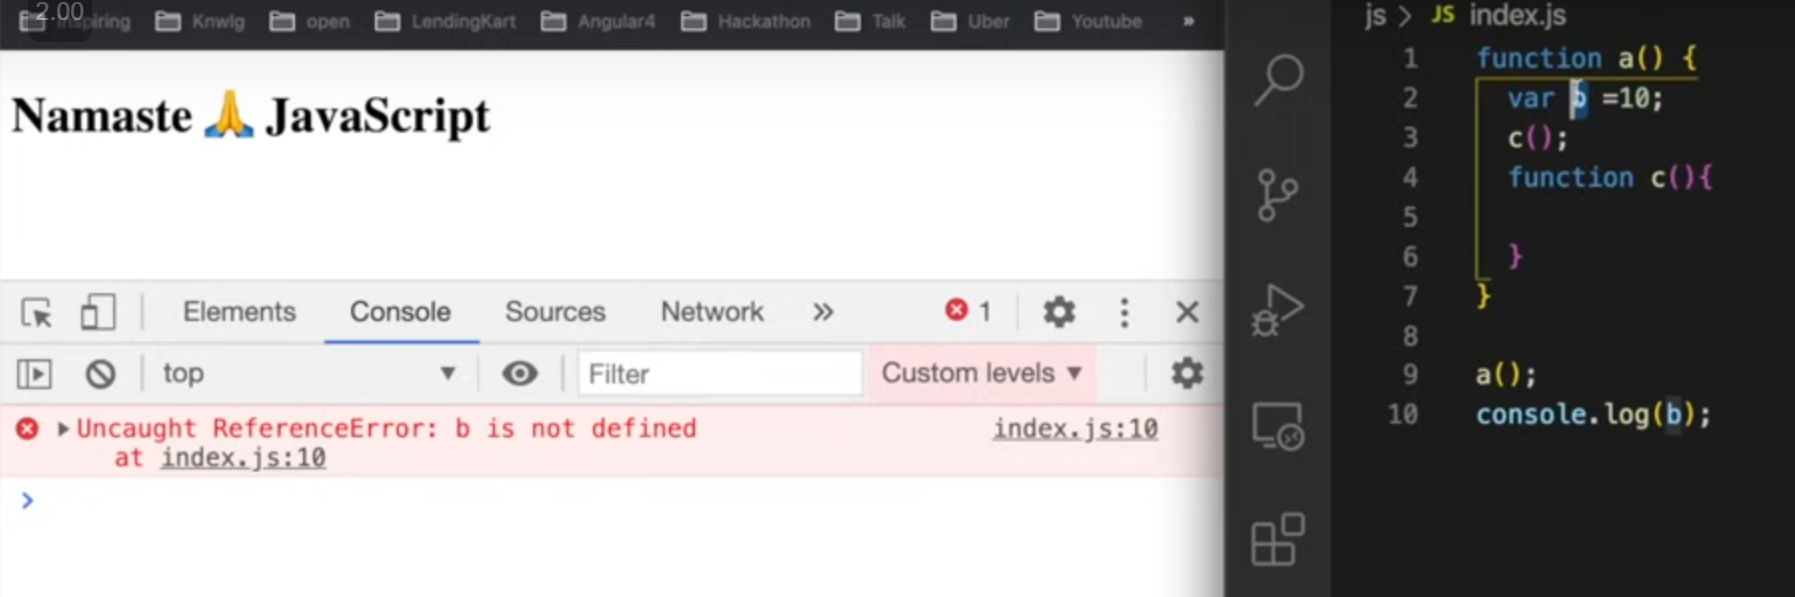 2.00
Inspiring Knwlg open LendingKart Angular4 Hackathon Talk Uber Youtube »
Namaste 🙏 JavaScript
Elements Console Sources Network » 1
top ▼ Filter Custom levels ▼
Uncaught ReferenceError: b is not defined index.js:10
at index.js:10
>
js > JS index.js
1 function a() {
2 var b =10;
3 c();
4 function c(){
5
6 }
7 }
8
9 a();
10 console.log(b);